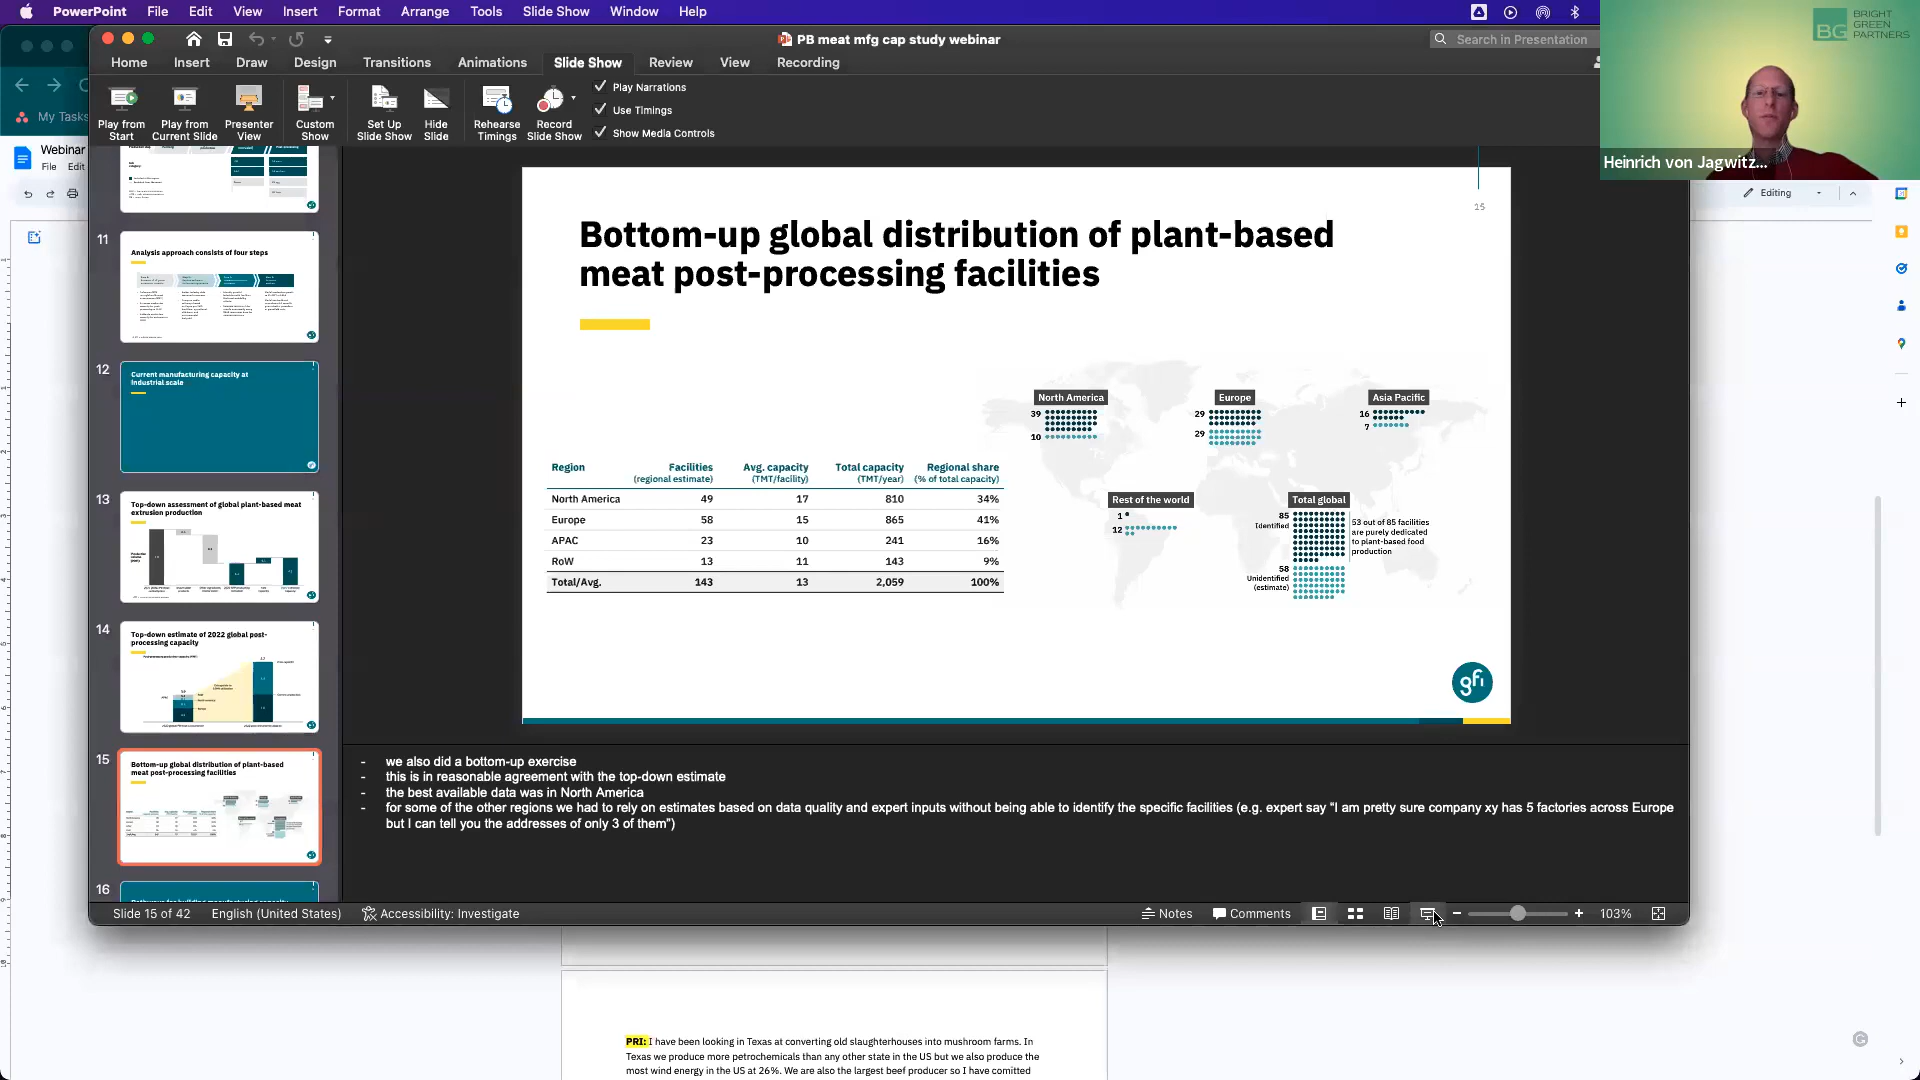 PowerPoint File Edit View Insert Format Arrange Tools Slide Show Window Help
PB meat mfg cap study webinar
Search in Presentation
Home Insert Draw Design Transitions Animations Slide Show Review View Recording
Play from Start
Play from Current Slide
Presenter View
Custom Show
Set Up Slide Show
Hide Slide
Rehearse Timings
Record Slide Show
Play Narrations
Use Timings
Show Media Controls
My Tasks
Webinar
File Edit
Editing
BG BRIGHT GREEN PARTNERS
Heinrich von Jagwitz...
11
Analysis approach consists of four steps
12
Current manufacturing capacity at
industrial scale
13
Top-down assessment of global plant-based meat
extrusion production
14
Top-down estimate of 2022 global post-
processing capacity
15
Bottom-up global distribution of plant-based
meat post-processing facilities
16
15
Bottom-up global distribution of plant-based
meat post-processing facilities
Region Facilities Avg. capacity Total capacity Regional share
(regional estimate) (TMT/facility) (TMT/year) (% of total capacity)
North America 49 17 810 34%
Europe 58 15 865 41%
APAC 23 10 241 16%
RoW 13 11 143 9%
Total/Avg. 143 13 2,059 100%
North America
39
10
Europe
29
29
Asia Pacific
16
7
Rest of the world
1
12
Total global
85
Identified
58
Unidentified
(estimate)
53 out of 85 facilities
are purely dedicated
to plant-based food
production
gfi
- we also did a bottom-up exercise
- this is in reasonable agreement with the top-down estimate
- the best available data was in North America
- for some of the other regions we had to rely on estimates based on data quality and expert inputs without being able to identify the specific facilities (e.g. expert say "I am pretty sure company xy has 5 factories across Europe
but I can tell you the addresses of only 3 of them")
Slide 15 of 42 English (United States) Accessibility: Investigate Notes Comments 103%
PRI: I have been looking in Texas at converting old slaughterhouses into mushroom farms. In
Texas we produce more petrochemicals than any other state in the US but we also produce the
most wind energy in the US at 26%. We are also the largest beef producer so I have comitted